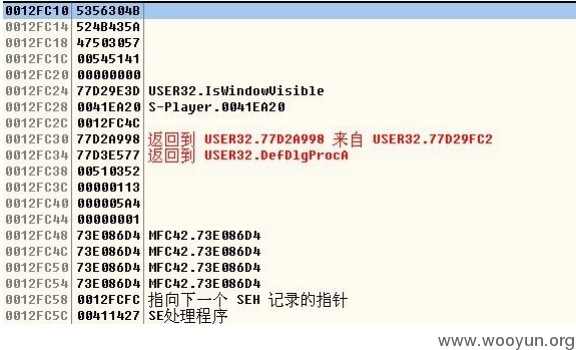 0012FC10 5356304B
0012FC14 524B435A
0012FC18 47503057
0012FC1C 00545141
0012FC20 00000000
0012FC24 77D29E3D USER32.IsWindowVisible
0012FC28 0041EA20 S-Player.0041EA20
0012FC2C 0012FC4C
0012FC30 77D2A998 返回到 USER32.77D2A998 来自 USER32.77D29FC2
0012FC34 77D3E577 返回到 USER32.DefDlgProcA
0012FC38 00510352
0012FC3C 00000113
0012FC40 000005A4
0012FC44 00000001
0012FC48 73E086D4 MFC42.73E086D4
0012FC4C 73E086D4 MFC42.73E086D4
0012FC50 73E086D4 MFC42.73E086D4
0012FC54 73E086D4 MFC42.73E086D4
0012FC58 0012FCFC 指向下一个 SEH 记录的指针
0012FC5C 00411427 SE处理程序
www.wooyun.org